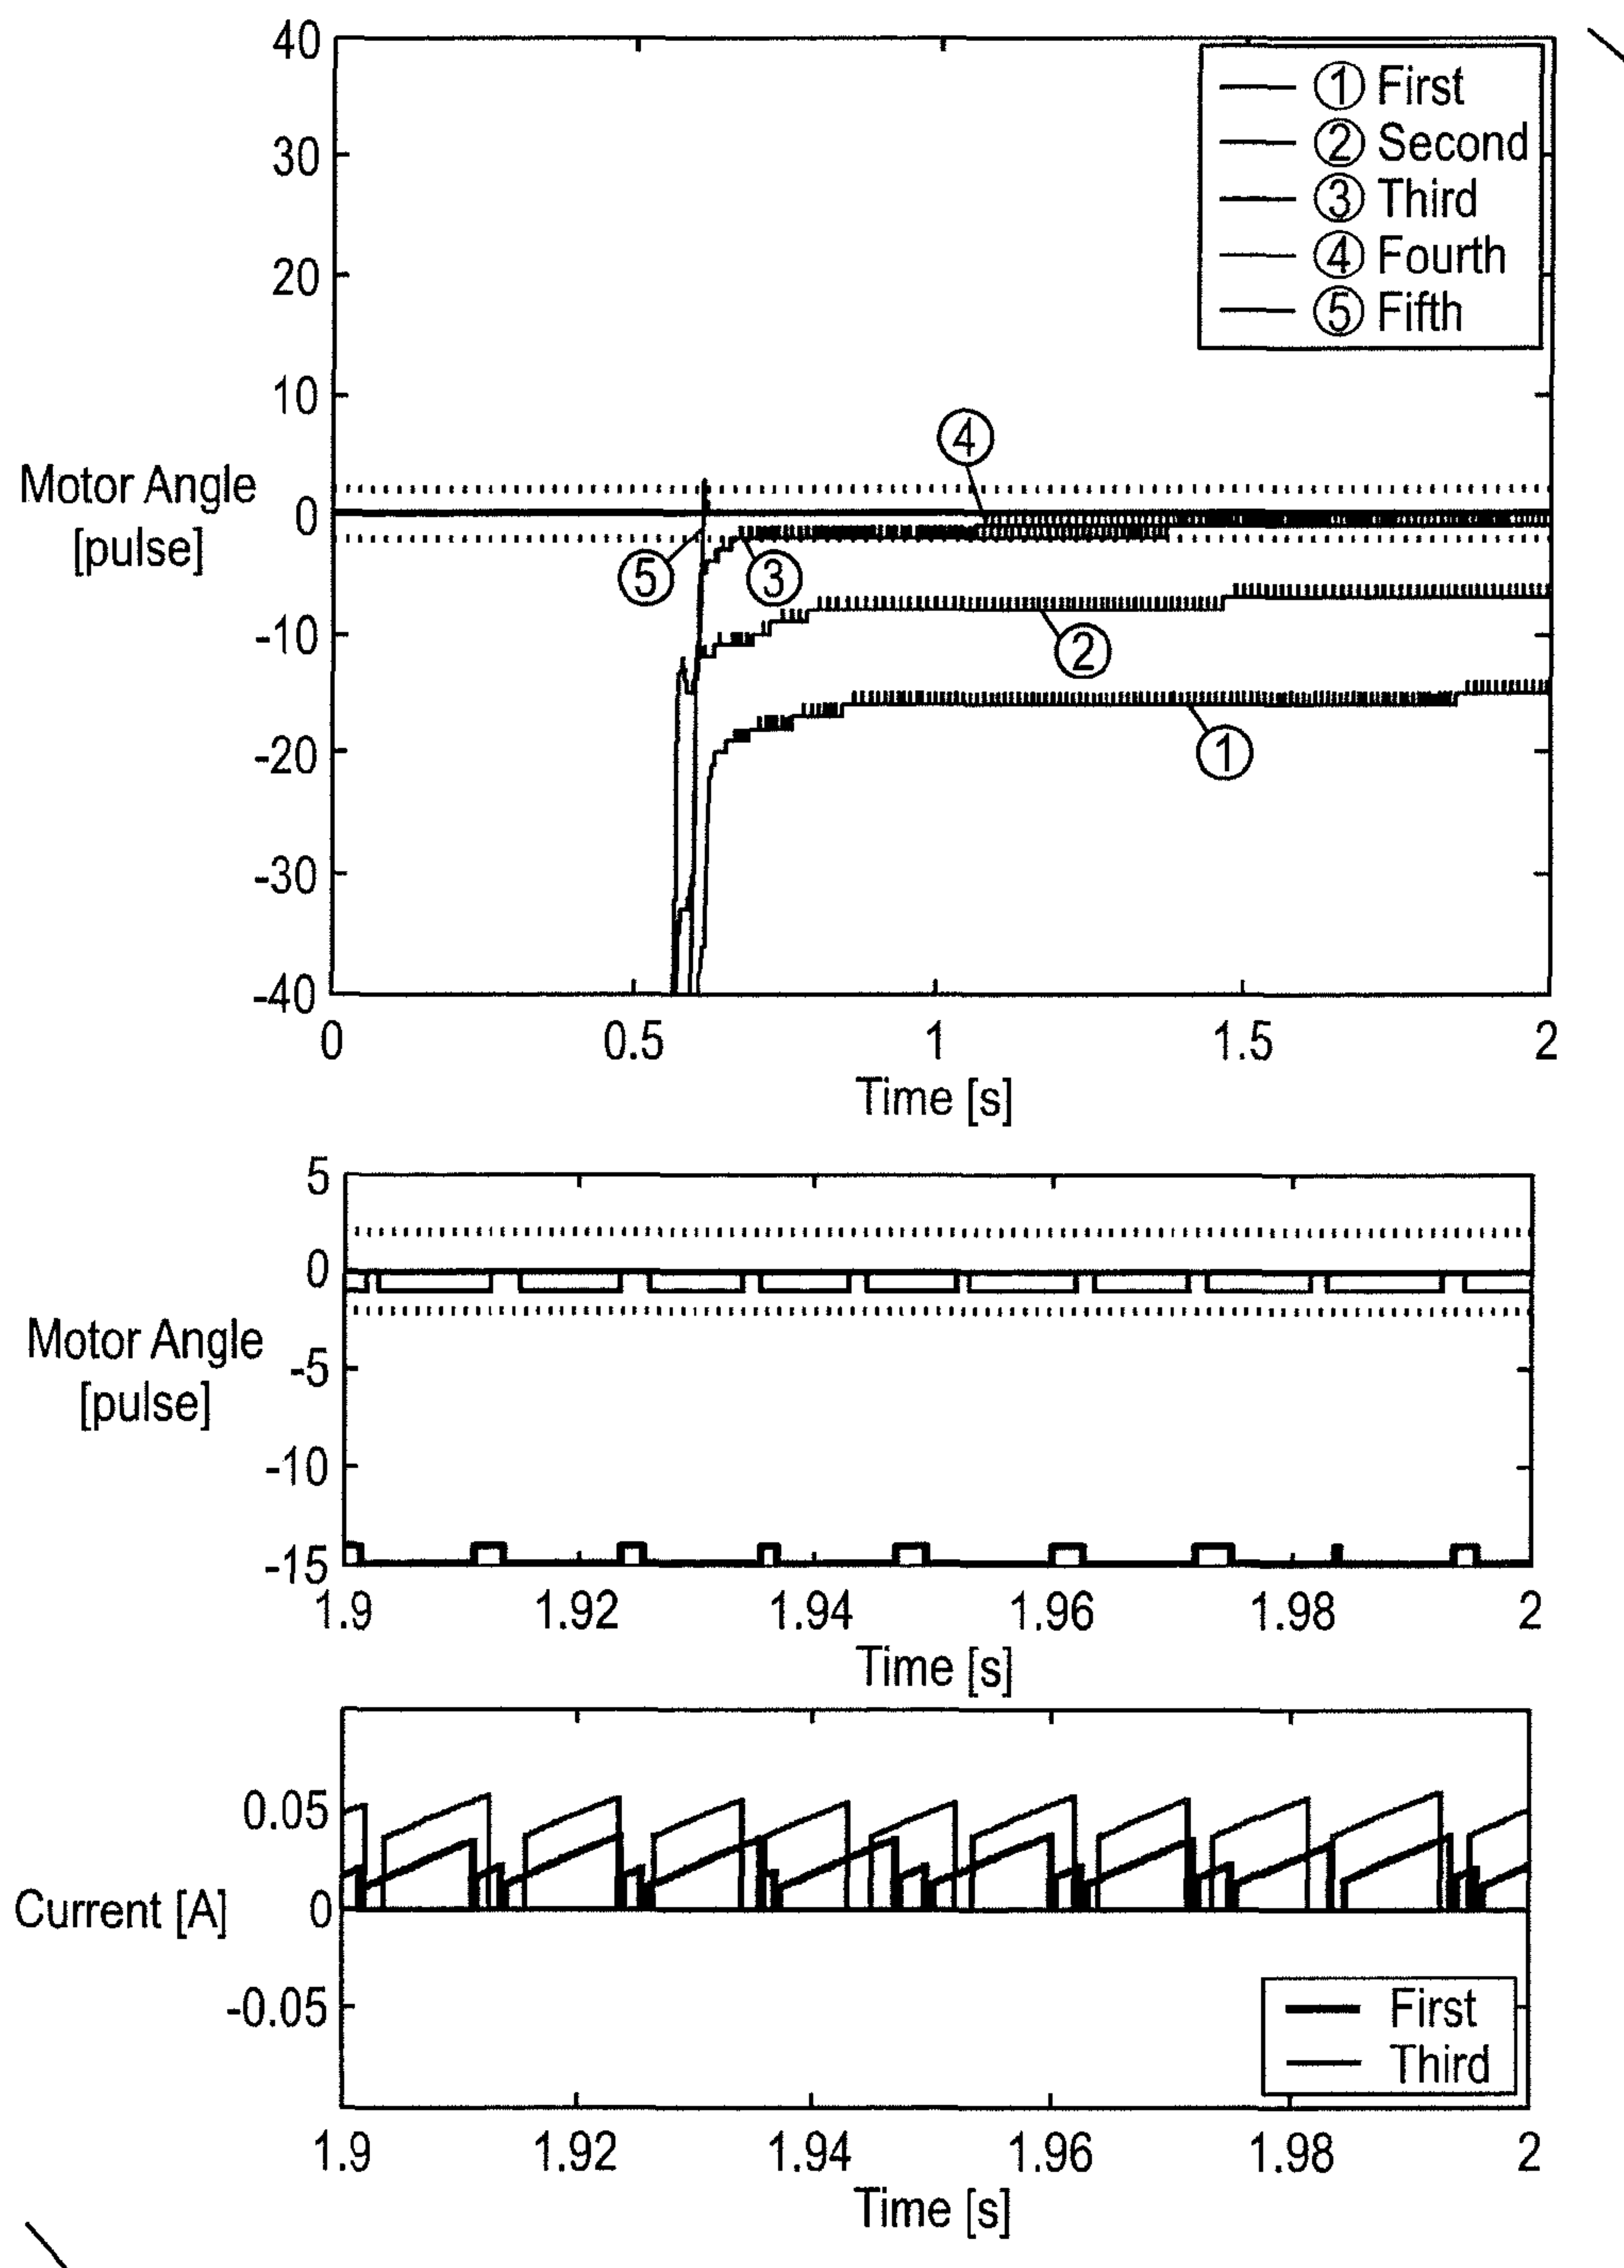 40
30
20
10
0
-10
-20
-30
-40
Motor Angle
[pulse]
① First
② Second
③ Third
④ Fourth
⑤ Fifth
④
⑤
③
②
①
0 0.5 1 1.5 2
Time [s]
5
0
-5
-10
-15
Motor Angle
[pulse]
1.9 1.92 1.94 1.96 1.98 2
Time [s]
0.05
0
-0.05
Current [A]
First
Third
1.9 1.92 1.94 1.96 1.98 2
Time [s]